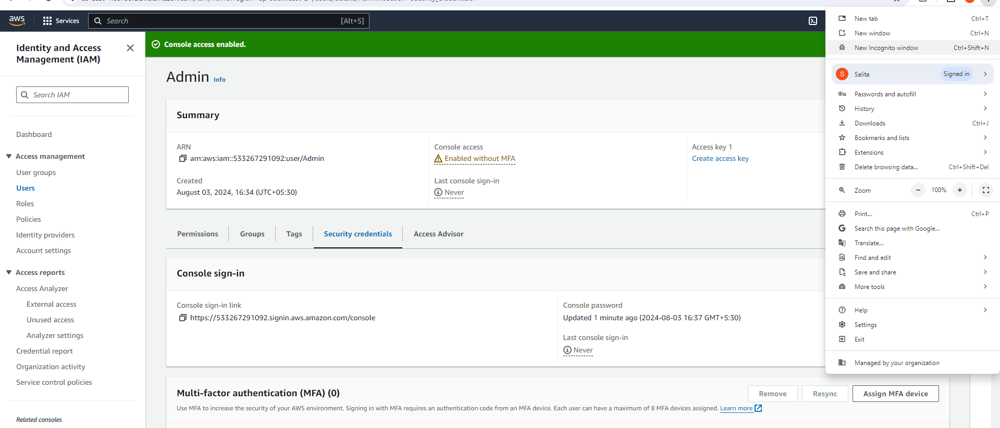 aws
Services
Search
[Alt+S]
Identity and Access
Management (IAM)
Search IAM
Dashboard
Access management
User groups
Users
Roles
Policies
Identity providers
Account settings
Access reports
Access Analyzer
External access
Unused access
Analyzer settings
Credential report
Organization activity
Service control policies
Related consoles
Console access enabled.
Admin Info
Summary
ARN
arn:aws:iam::533267291092:user/Admin
Created
August 03, 2024, 16:34 (UTC+05:30)
Console access
Enabled without MFA
Last console sign-in
Never
Access key 1
Create access key
Permissions
Groups
Tags
Security credentials
Access Advisor
Console sign-in
Console sign-in link
https://533267291092.signin.aws.amazon.com/console
Console password
Updated 1 minute ago (2024-08-03 16:37 GMT+5:30)
Last console sign-in
Never
Multi-factor authentication (MFA) (0)
Remove
Resync
Assign MFA device
Use MFA to increase the security of your AWS environment. Signing in with MFA requires an authentication code from an MFA device. Each user can have a maximum of 8 MFA devices assigned. Learn more
New tab Ctrl+T
New window Ctrl+N
New Incognito window Ctrl+Shift+N
S Salita Signed in
Passwords and autofill
History
Downloads Ctrl+J
Bookmarks and lists
Extensions
Delete browsing data... Ctrl+Shift+Del
Zoom − 100% +
Print... Ctrl+P
Search this page with Google...
Translate...
Find and edit
Save and share
More tools
Help
Settings
Exit
Managed by your organization